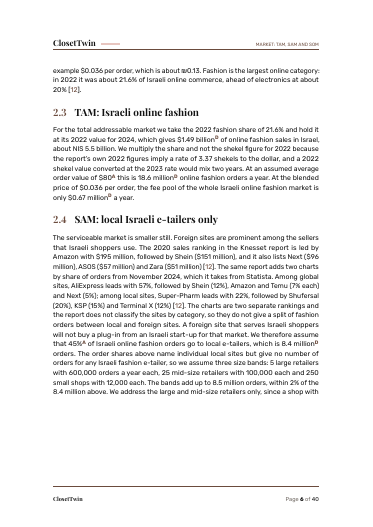 ClosetTwin
MARKET: TAM, SAM AND SOM
example $0.036 per order, which is about ₪0.13. Fashion is the largest online category:
in 2022 it was about 21.6% of Israeli online commerce, ahead of electronics at about
20% [12].
2.3 TAM: Israeli online fashion
For the total addressable market we take the 2022 fashion share of 21.6% and hold it
at its 2022 value for 2024, which gives $1.49 billionᴰ of online fashion sales in Israel,
about NIS 5.5 billion. We multiply the share and not the shekel figure for 2022 because
the report's own 2022 figures imply a rate of 3.37 shekels to the dollar, and a 2022
shekel value converted at the 2023 rate would mix two years. At an assumed average
order value of $80ᴬ this is 18.6 millionᴰ online fashion orders a year. At the blended
price of $0.036 per order, the fee pool of the whole Israeli online fashion market is
only $0.67 millionᴰ a year.
2.4 SAM: local Israeli e-tailers only
The serviceable market is smaller still. Foreign sites are prominent among the sellers
that Israeli shoppers use. The 2020 sales ranking in the Knesset report is led by
Amazon with $195 million, followed by Shein ($151 million), and it also lists Next ($96
million), ASOS ($57 million) and Zara ($51 million) [12]. The same report adds two charts
by share of orders from November 2024, which it takes from Statista. Among global
sites, AliExpress leads with 57%, followed by Shein (12%), Amazon and Temu (7% each)
and Next (5%); among local sites, Super-Pharm leads with 22%, followed by Shufersal
(20%), KSP (15%) and Terminal X (12%) [12]. The charts are two separate rankings and
the report does not classify the sites by category, so they do not give a split of fashion
orders between local and foreign sites. A foreign site that serves Israeli shoppers
will not buy a plug-in from an Israeli start-up for that market. We therefore assume
that 45%ᴬ of Israeli online fashion orders go to local e-tailers, which is 8.4 millionᴰ
orders. The order shares above name individual local sites but give no number of
orders for any Israeli fashion e-tailer, so we assume three size bands: 5 large retailers
with 600,000 orders a year each, 25 mid-size retailers with 100,000 each and 250
small shops with 12,000 each. The bands add up to 8.5 million orders, within 2% of the
8.4 million above. We address the large and mid-size retailers only, since a shop with
ClosetTwin
Page 6 of 40